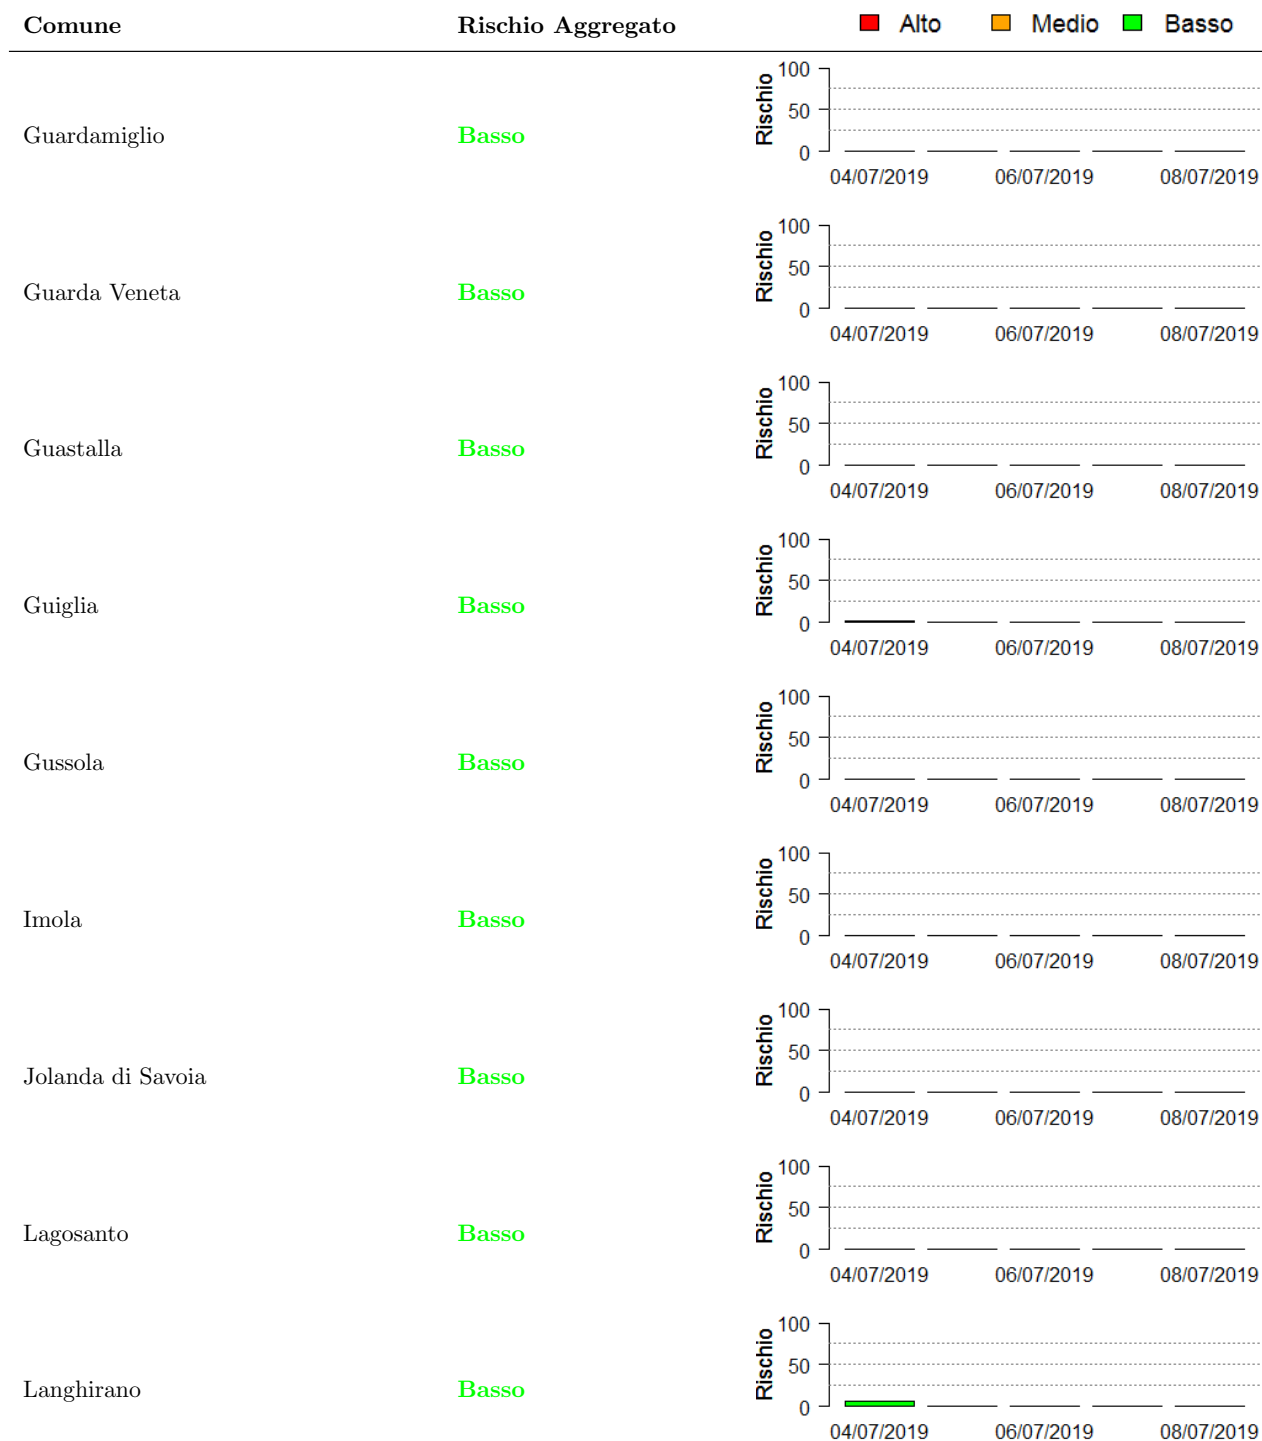 Comune Rischio Aggregato Alto Medio Basso
Guardamiglio Basso Rischio 100 50 0
04/07/2019 06/07/2019 08/07/2019
Guarda Veneta Basso Rischio 100 50 0
04/07/2019 06/07/2019 08/07/2019
Guastalla Basso Rischio 100 50 0
04/07/2019 06/07/2019 08/07/2019
Guiglia Basso Rischio 100 50 0
04/07/2019 06/07/2019 08/07/2019
Gussola Basso Rischio 100 50 0
04/07/2019 06/07/2019 08/07/2019
Imola Basso Rischio 100 50 0
04/07/2019 06/07/2019 08/07/2019
Jolanda di Savoia Basso Rischio 100 50 0
04/07/2019 06/07/2019 08/07/2019
Lagosanto Basso Rischio 100 50 0
04/07/2019 06/07/2019 08/07/2019
Langhirano Basso Rischio 100 50 0
04/07/2019 06/07/2019 08/07/2019